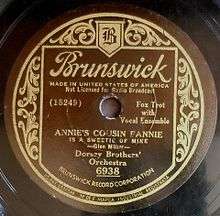 B
Brunswick
MADE IN UNITED STATES OF AMERICA
Not Licensed for Radio Broadcast
(15249)
Fox Trot
with
Vocal Ensemble
ANNIE'S COUSIN FANNIE
IS A SWEETIE OF MINE
—Glen Miller—
Dorsey Brothers'
Orchestra
6938
BRUNSWICK RECORD CORPORATION